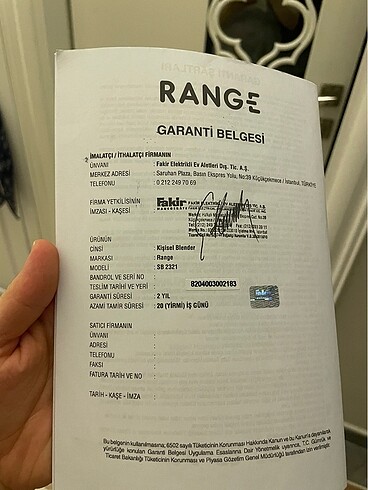 RANGE
GARANTİ BELGESİ
İMALATÇI / İTHALATÇI FİRMANIN
ÜNVANI : Fakir Elektrikli Ev Aletleri Dış. Tic. A.Ş.
MERKEZ ADRESİ : Saruhan Plaza, Basın Ekspres Yolu, No:39 Küçükçekmece / İstanbul,
TELEFONU : 0 212 249 70 69
FİRMA YETKİLİSİNİN
İMZASI - KAŞESİ
Fakir
ÜRÜNÜN
CİNSİ : Kişisel Blender
MARKASI : Range
MODELİ : SB 2321
BANDROL VE SERİ NO :
TESLİM TARİHİ VE YERİ : 8204003002183
GARANTİ SÜRESİ : 2 YIL
AZAMİ TAMİR SÜRESİ : 20 (YİRMİ) İŞ GÜNÜ
SATICI FİRMANIN
ÜNVANI :
ADRESİ :
TELEFONU :
FAKSI :
FATURA TARİH VE NO :
TARİH - KAŞE - İMZA :
Bu belgenin kullanılmasına; 6502 sayılı Tüketicinin Korunması Hakkında Kanun ve bu Kanun'a dayanılarak
yürürlüğe konulan Garanti Belgesi Uygulama Esaslarına Dair Yönetmelik uyarınca, T.C. Gümrük ve
Ticaret Bakanlığı Tüketicinin Korunması ve Piyasa Gözetim Genel Müdürlüğü tarafından izin verilmiştir.